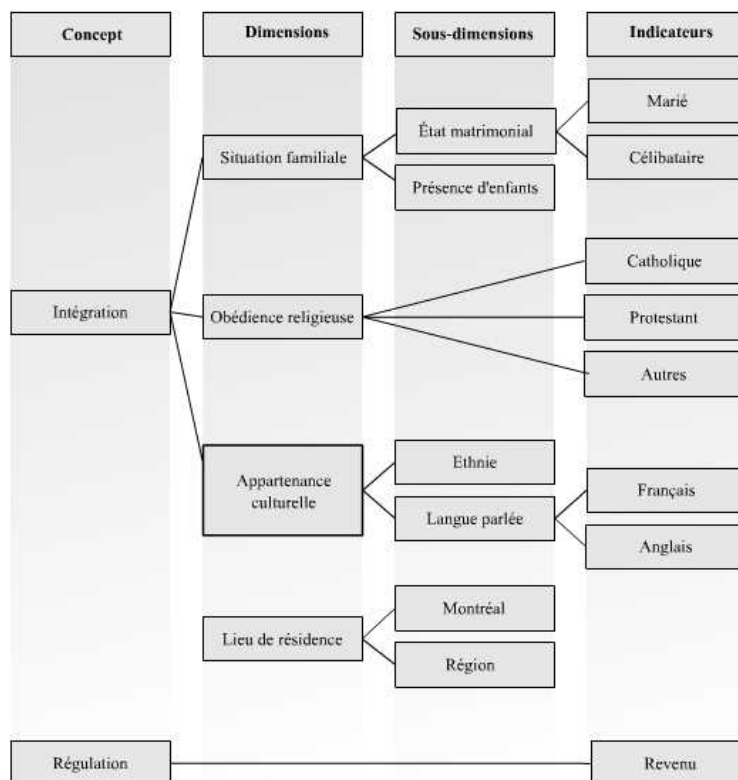 Concept
Dimensions
Sous-dimensions
Indicateurs
Marié
État matrimonial
Situation familiale
Célibataire
Présence d'enfants
Catholique
Intégration
Obédience religieuse
Protestant
Autres
Ethnie
Appartenance
culturelle
Français
Langue parlée
Anglais
Montréal
Lieu de résidence
Région
Régulation
Revenu